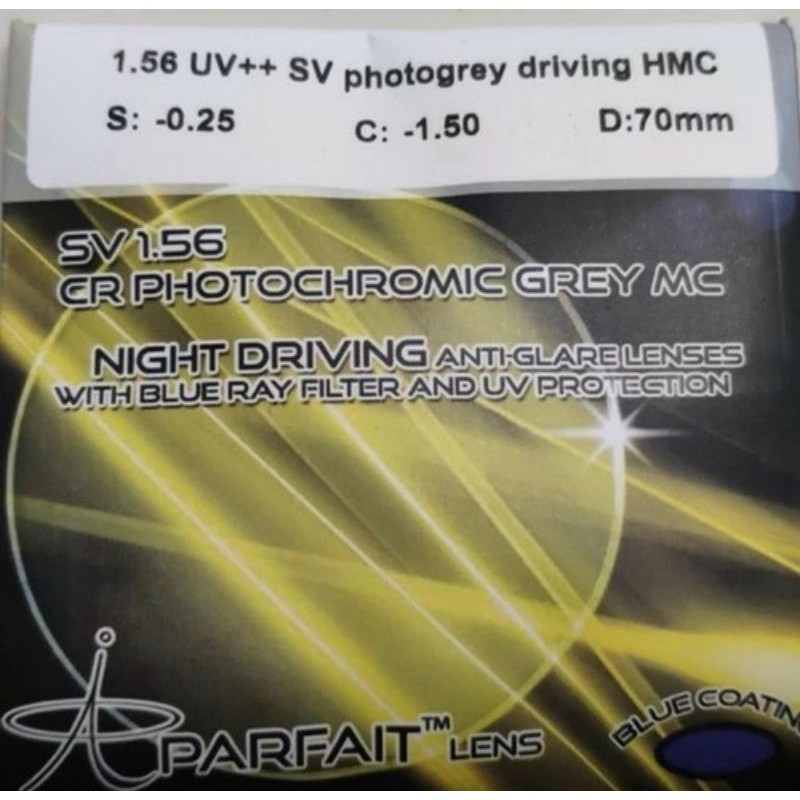 1.56 UV++ SV photogrey driving HMC
S: -0.25 C: -1.50 D:70mm
SV 1.56
CR PHOTOCHROMIC GREY MC
NIGHT DRIVING ANTI-GLARE LENSES
WITH BLUE RAY FILTER AND UV PROTECTION
PARFAIT™ LENS
BLUE COATING